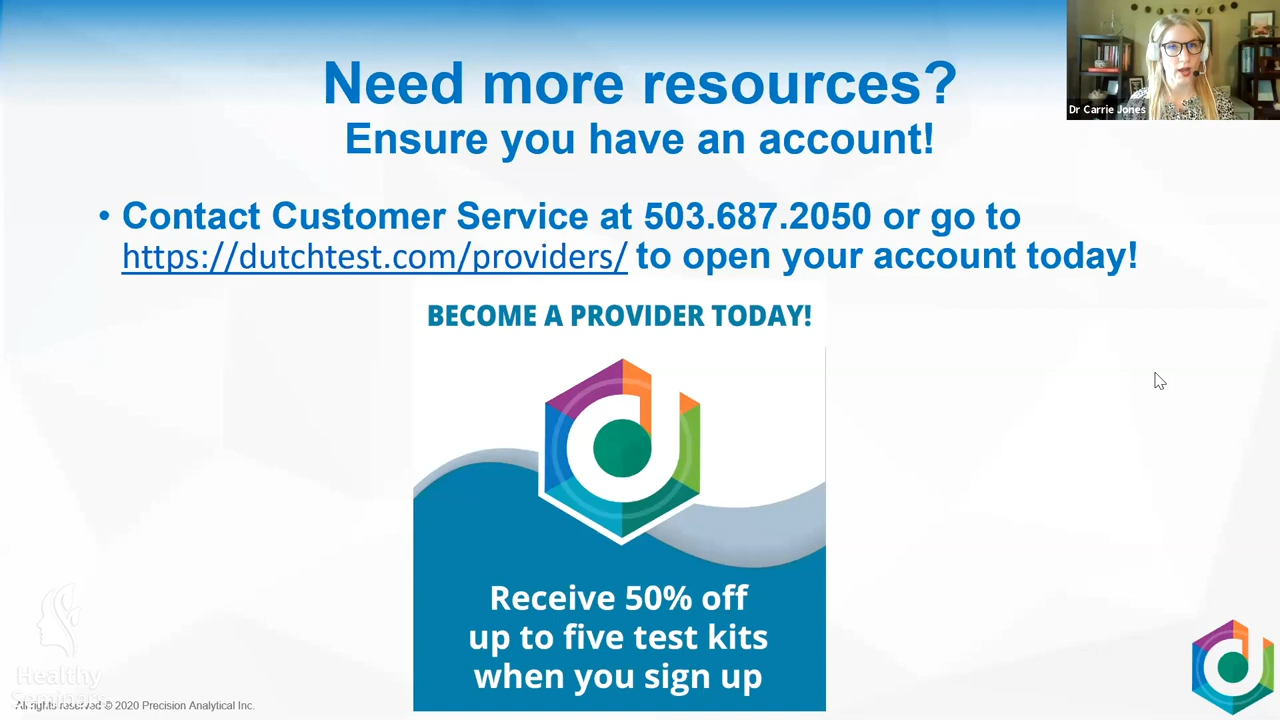 Need more resources?
Ensure you have an account!
Dr Carrie Jones
• Contact Customer Service at 503.687.2050 or go to
https://dutchtest.com/providers/ to open your account today!
BECOME A PROVIDER TODAY!
Receive 50% off
up to five test kits
when you sign up
Healthy
Seminars
All rights reserved © 2020 Precision Analytical Inc.